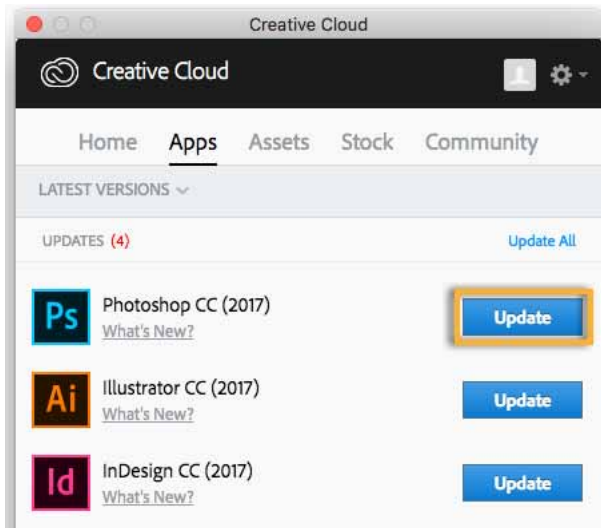 Creative Cloud
Creative Cloud
Home Apps Assets Stock Community
LATEST VERSIONS
UPDATES (4) Update All
Ps Photoshop CC (2017) Update
What's New?
Ai Illustrator CC (2017) Update
What's New?
Id InDesign CC (2017) Update
What's New?